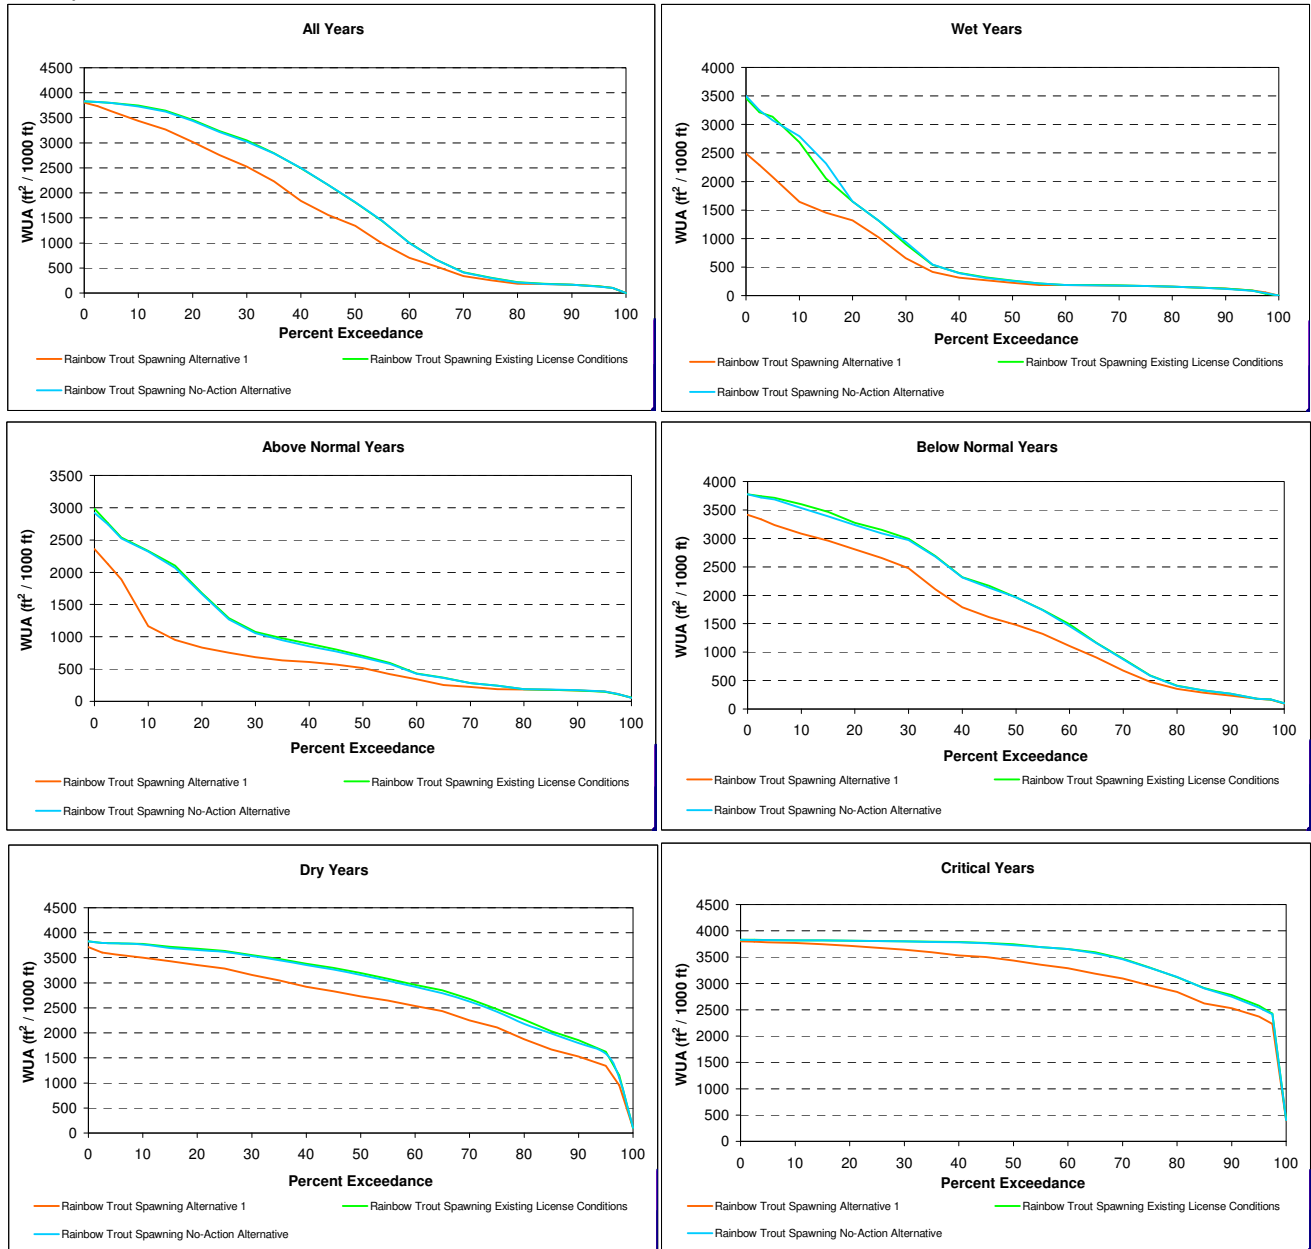 All Years
WUA (ft² / 1000 ft)
4500
4000
3500
3000
2500
2000
1500
1000
500
0
0 10 20 30 40 50 60 70 80 90 100
Percent Exceedance
Rainbow Trout Spawning Alternative 1
Rainbow Trout Spawning Existing License Conditions
Rainbow Trout Spawning No-Action Alternative
Wet Years
WUA (ft² / 1000 ft)
4000
3500
3000
2500
2000
1500
1000
500
0
0 10 20 30 40 50 60 70 80 90 100
Percent Exceedance
Rainbow Trout Spawning Alternative 1
Rainbow Trout Spawning Existing License Conditions
Rainbow Trout Spawning No-Action Alternative
Above Normal Years
WUA (ft² / 1000 ft)
3500
3000
2500
2000
1500
1000
500
0
0 10 20 30 40 50 60 70 80 90 100
Percent Exceedance
Rainbow Trout Spawning Alternative 1
Rainbow Trout Spawning Existing License Conditions
Rainbow Trout Spawning No-Action Alternative
Below Normal Years
WUA (ft² / 1000 ft)
4000
3500
3000
2500
2000
1500
1000
500
0
0 10 20 30 40 50 60 70 80 90 100
Percent Exceedance
Rainbow Trout Spawning Alternative 1
Rainbow Trout Spawning Existing License Conditions
Rainbow Trout Spawning No-Action Alternative
Dry Years
WUA (ft² / 1000 ft)
4500
4000
3500
3000
2500
2000
1500
1000
500
0
0 10 20 30 40 50 60 70 80 90 100
Percent Exceedance
Rainbow Trout Spawning Alternative 1
Rainbow Trout Spawning Existing License Conditions
Rainbow Trout Spawning No-Action Alternative
Critical Years
WUA (ft² / 1000 ft)
4500
4000
3500
3000
2500
2000
1500
1000
500
0
0 10 20 30 40 50 60 70 80 90 100
Percent Exceedance
Rainbow Trout Spawning Alternative 1
Rainbow Trout Spawning Existing License Conditions
Rainbow Trout Spawning No-Action Alternative